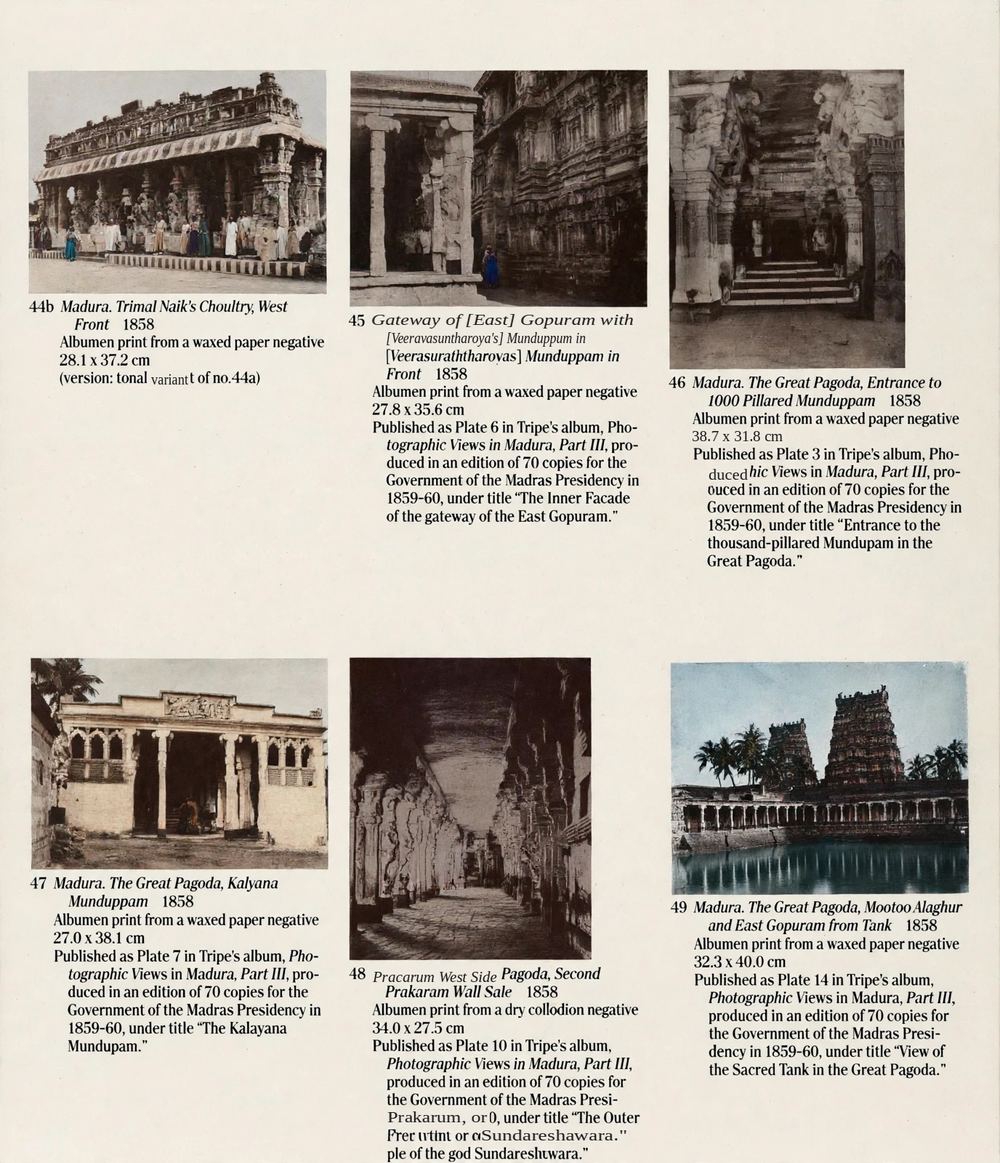 44b Madura. Trimal Naik's Choultry, West
Front 1858
Albumen print from a waxed paper negative
28.1 x 37.2 cm
(version: tonal variant t of no.44a)
45 Gateway of [East] Gopuram with
[Veeravasuntharoya's] Munduppum in
[Veerasuraththaroyas] Munduppam in
Front 1858
Albumen print from a waxed paper negative
27.8 x 35.6 cm
Published as Plate 6 in Tripe's album, Pho-
tographic Views in Madura, Part III, pro-
duced in an edition of 70 copies for the
Government of the Madras Presidency in
1859-60, under title “The Inner Facade
of the gateway of the East Gopuram."
46 Madura. The Great Pagoda, Entrance to
1000 Pillared Munduppam 1858
Albumen print from a waxed paper negative
38.7 x 31.8 cm
Published as Plate 3 in Tripe's album, Pho-
duced hic Views in Madura, Part III, pro-
ouced in an edition of 70 copies for the
Government of the Madras Presidency in
1859-60, under title “Entrance to the
thousand-pillared Mundupam in the
Great Pagoda.”
47 Madura. The Great Pagoda, Kalyana
Munduppam 1858
Albumen print from a waxed paper negative
27.0 x 38.1 cm
Published as Plate 7 in Tripe's album, Pho-
tographic Views in Madura, Part III, pro-
duced in an edition of 70 copies for the
Government of the Madras Presidency in
1859-60, under title “The Kalayana
Mundupam.”
48 Pracarum West Side Pagoda, Second
Prakaram Wall Sale 1858
Albumen print from a dry collodion negative
34.0 x 27.5 cm
Published as Plate 10 in Tripe's album,
Photographic Views in Madura, Part III,
produced in an edition of 70 copies for
the Government of the Madras Presi-
Prakarum, or0, under title “The Outer
or aSundareshawara."
ple of the god Sundareshwara.”
49 Madura. The Great Pagoda, Mootoo Alaghur
and East Gopuram from Tank 1858
Albumen print from a waxed paper negative
32.3 x 40.0 cm
Published as Plate 14 in Tripe's album,
Photographic Views in Madura, Part III,
produced in an edition of 70 copies for
the Government of the Madras Presi-
dency in 1859-60, under title “View of
the Sacred Tank in the Great Pagoda.”